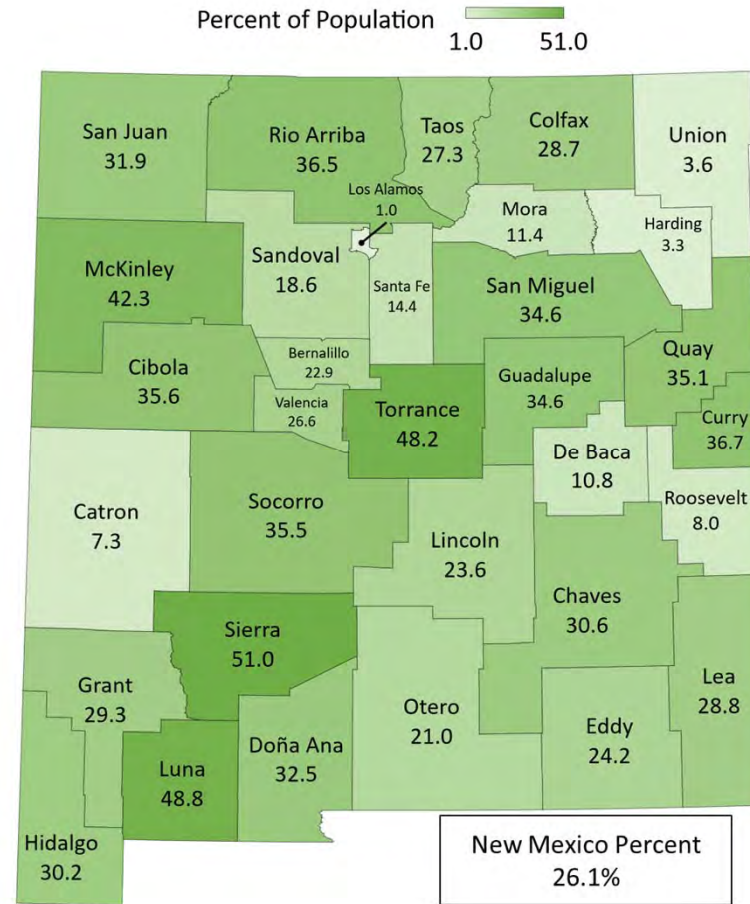 Percent of Population
1.0 51.0
San Juan
31.9
Rio Arriba
36.5
Taos
27.3
Colfax
28.7
Union
3.6
Los Alamos
1.0
Mora
11.4
Harding
3.3
McKinley
42.3
Sandoval
18.6
Santa Fe
14.4
San Miguel
34.6
Quay
35.1
Cibola
35.6
Bernalillo
22.9
Valencia
26.6
Torrance
48.2
Guadalupe
34.6
Curry
36.7
De Baca
10.8
Roosevelt
8.0
Catron
7.3
Socorro
35.5
Lincoln
23.6
Chaves
30.6
Sierra
51.0
Grant
29.3
Luna
48.8
Doña Ana
32.5
Otero
21.0
Eddy
24.2
Lea
28.8
Hidalgo
30.2
New Mexico Percent
26.1%